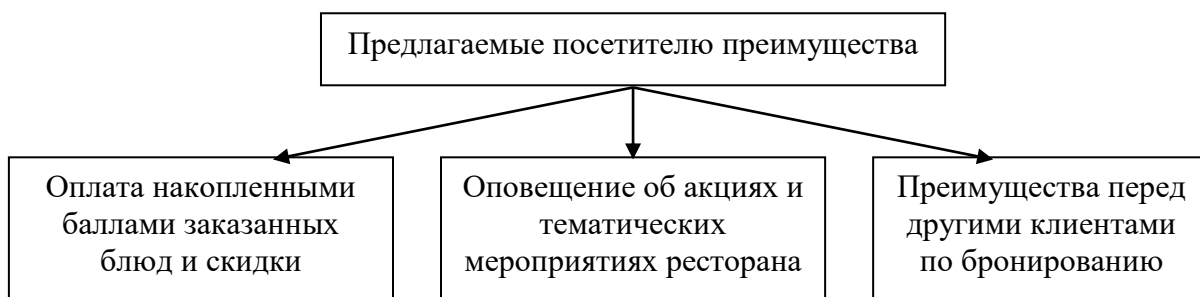 Предлагаемые посетителю преимущества
Оплата накопленными
баллами заказанных
блюд и скидки
Оповещение об акциях и
тематических
мероприятиях ресторана
Преимущества перед
другими клиентами
по бронированию